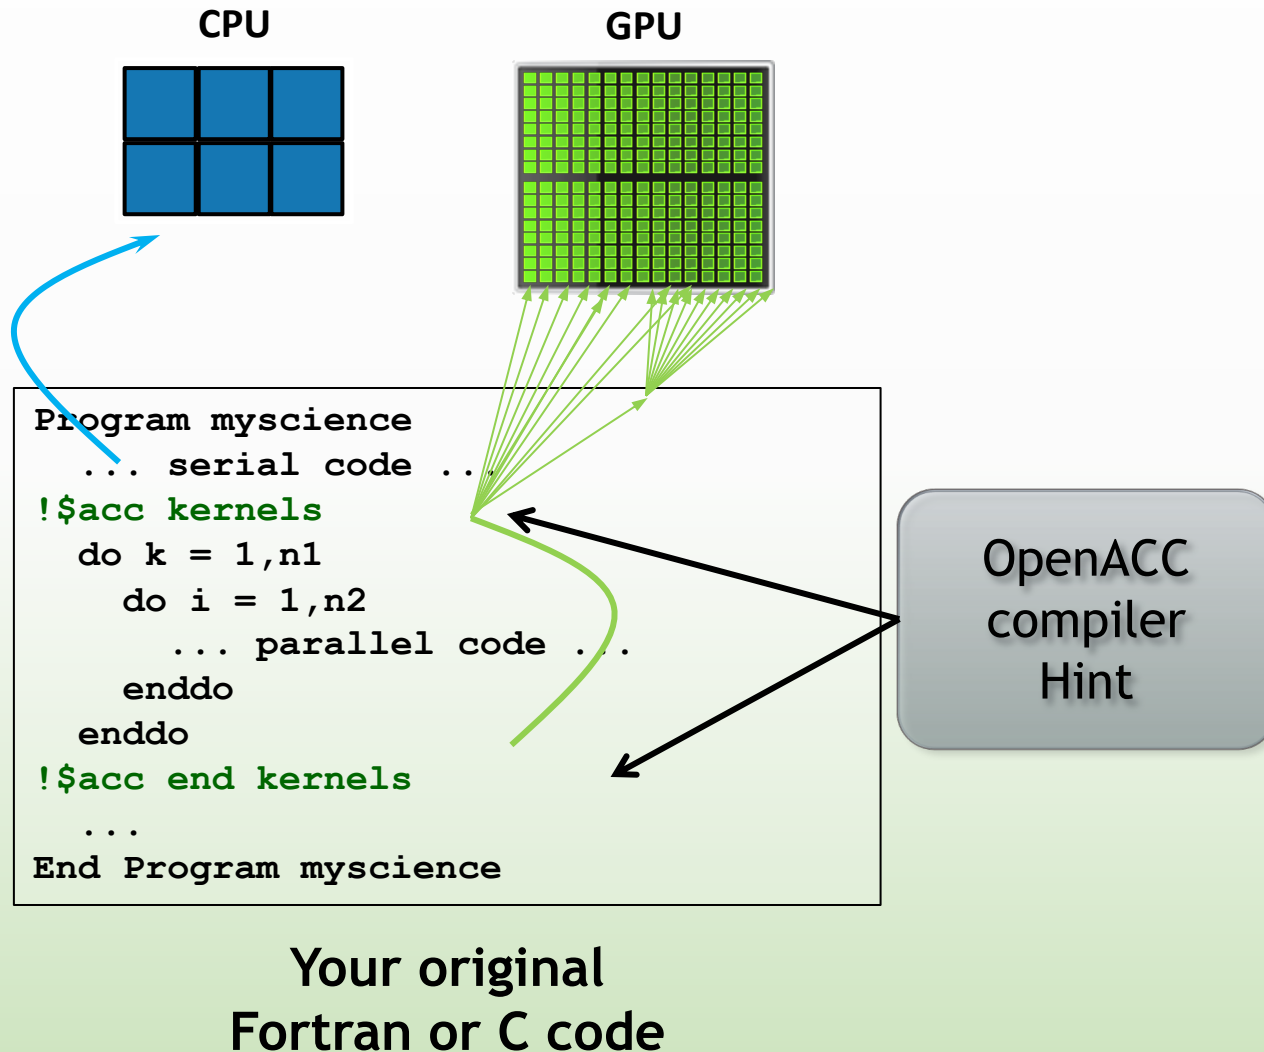 CPU
GPU
Program myscience
... serial code ...
!$acc kernels
do k = 1,n1
do i = 1,n2
... parallel code ...
enddo
enddo
!$acc end kernels
...
End Program myscience
OpenACC
compiler
Hint
Your original
Fortran or C code